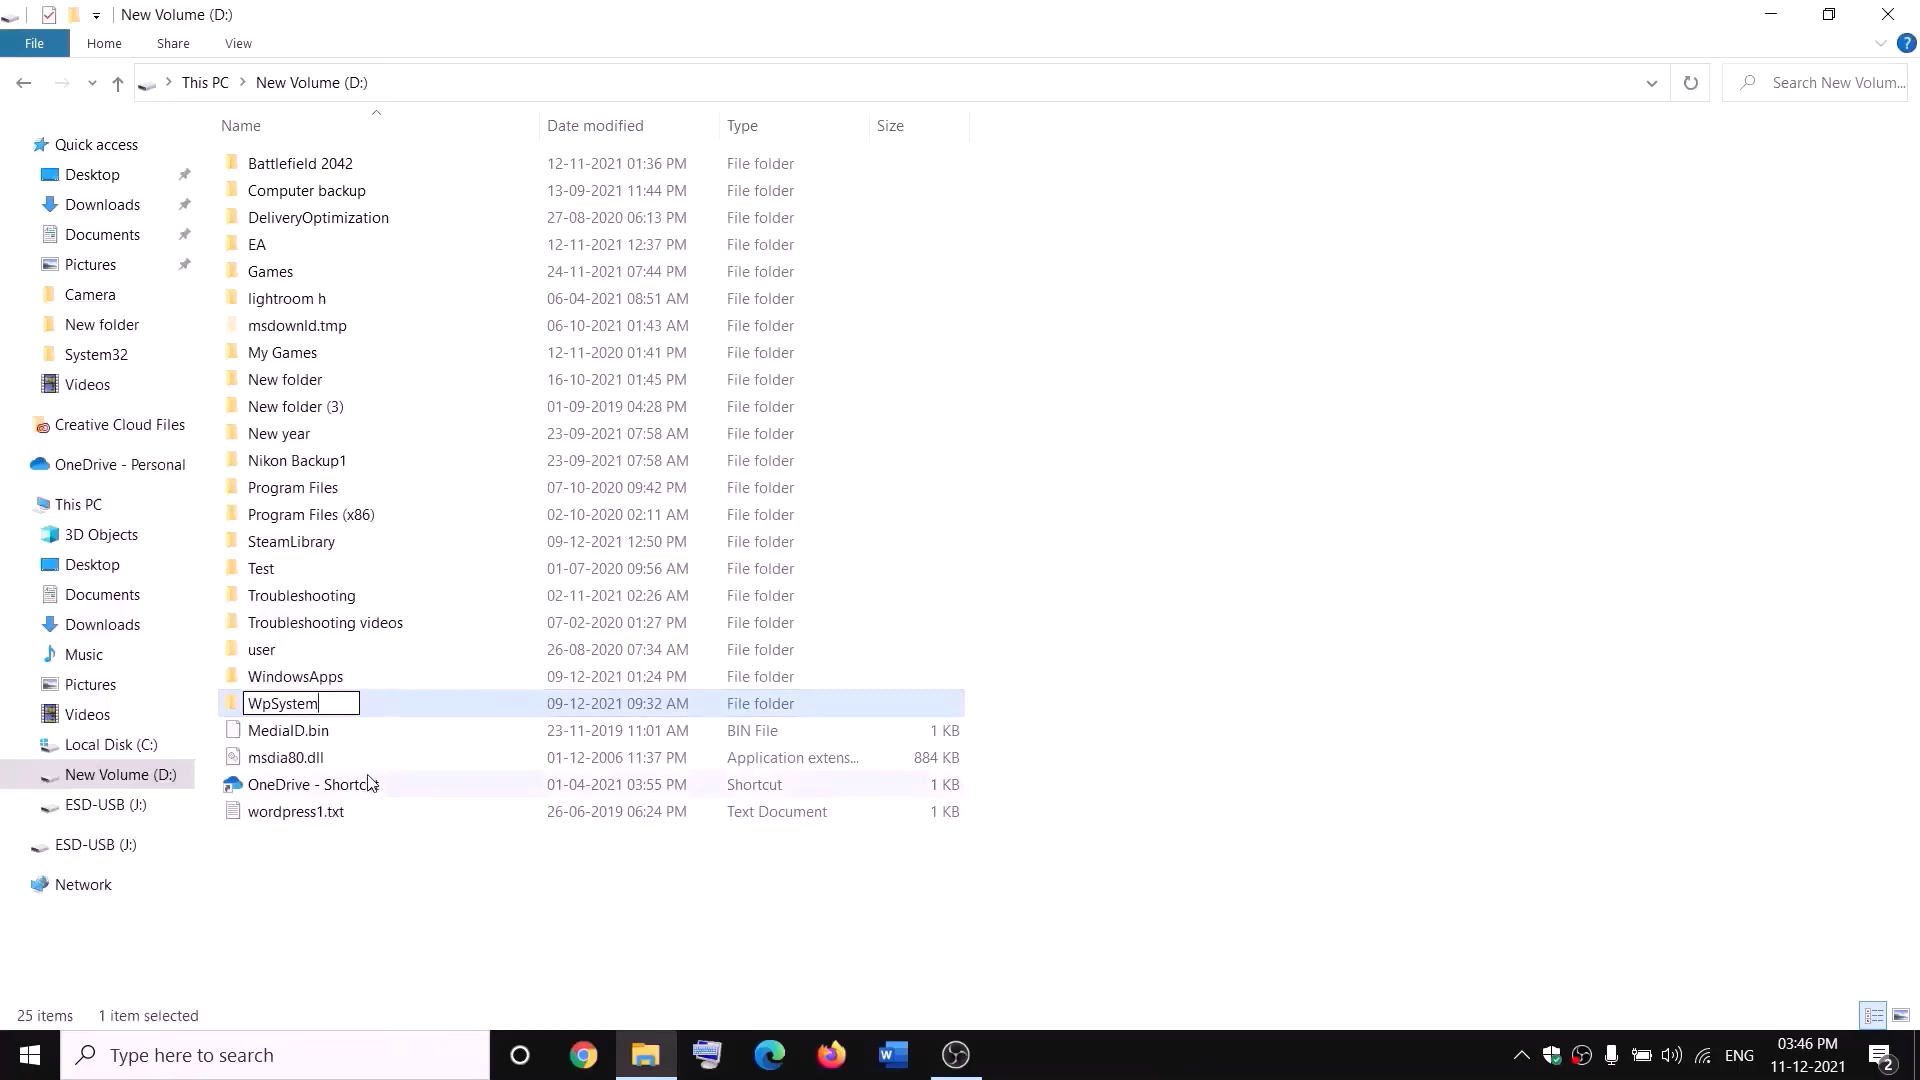 New Volume (D:)
File Home Share View ?
This PC New Volume (D:) Search New Volum...
Name Date modified Type Size
Quick access
Desktop
Downloads
Documents
Pictures
Camera
New folder
System32
Videos
Creative Cloud Files
OneDrive - Personal
This PC
3D Objects
Desktop
Documents
Downloads
Music
Pictures
Videos
Local Disk (C:)
New Volume (D:)
ESD-USB (J:)
ESD-USB (J:)
Network
Battlefield 2042 12-11-2021 01:36 PM File folder
Computer backup 13-09-2021 11:44 PM File folder
DeliveryOptimization 27-08-2020 06:13 PM File folder
EA 12-11-2021 12:37 PM File folder
Games 24-11-2021 07:44 PM File folder
lightroom h 06-04-2021 08:51 AM File folder
msdownld.tmp 06-10-2021 01:43 AM File folder
My Games 12-11-2020 01:41 PM File folder
New folder 16-10-2021 01:45 PM File folder
New folder (3) 01-09-2019 04:28 PM File folder
New year 23-09-2021 07:58 AM File folder
Nikon Backup1 23-09-2021 07:58 AM File folder
Program Files 07-10-2020 09:42 PM File folder
Program Files (x86) 02-10-2020 02:11 AM File folder
SteamLibrary 09-12-2021 12:50 PM File folder
Test 01-07-2020 09:56 AM File folder
Troubleshooting 02-11-2021 02:26 AM File folder
Troubleshooting videos 07-02-2020 01:27 PM File folder
user 26-08-2020 07:34 AM File folder
WindowsApps 09-12-2021 01:24 PM File folder
WpSystem 09-12-2021 09:32 AM File folder
MediaID.bin 23-11-2019 11:01 AM BIN File 1 KB
msdia80.dll 01-12-2006 11:37 PM Application extens... 884 KB
OneDrive - Shortc 01-04-2021 03:55 PM Shortcut 1 KB
wordpress1.txt 26-06-2019 06:24 PM Text Document 1 KB
25 items 1 item selected
Type here to search
W
ENG
03:46 PM
11-12-2021
2